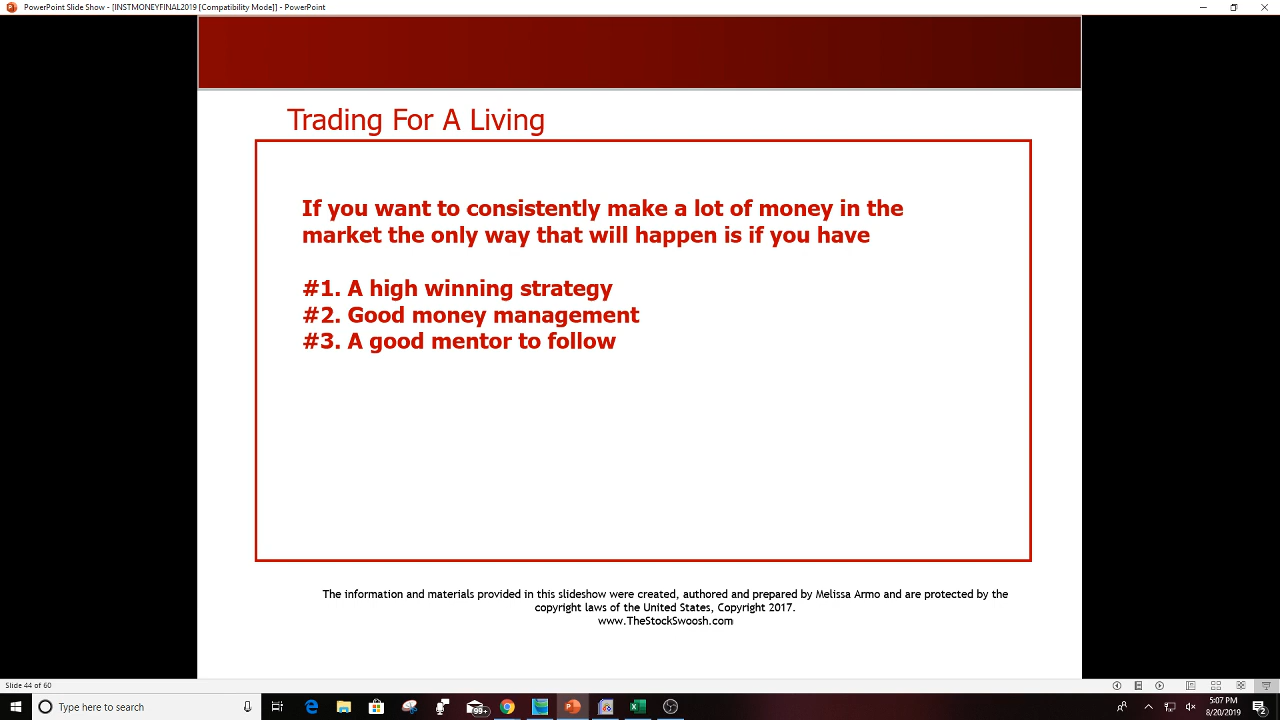 PowerPoint Slide Show - [INSTMONEYFINAL2019 [Compatibility Mode]] - PowerPoint
Trading For A Living
If you want to consistently make a lot of money in the
market the only way that will happen is if you have
#1. A high winning strategy
#2. Good money management
#3. A good mentor to follow
The information and materials provided in this slideshow were created, authored and prepared by Melissa Armo and are protected by the
copyright laws of the United States, Copyright 2017.
www.TheStockSwoosh.com
Slide 44 of 60
Type here to search
99+
5:07 PM
8/20/2019
2